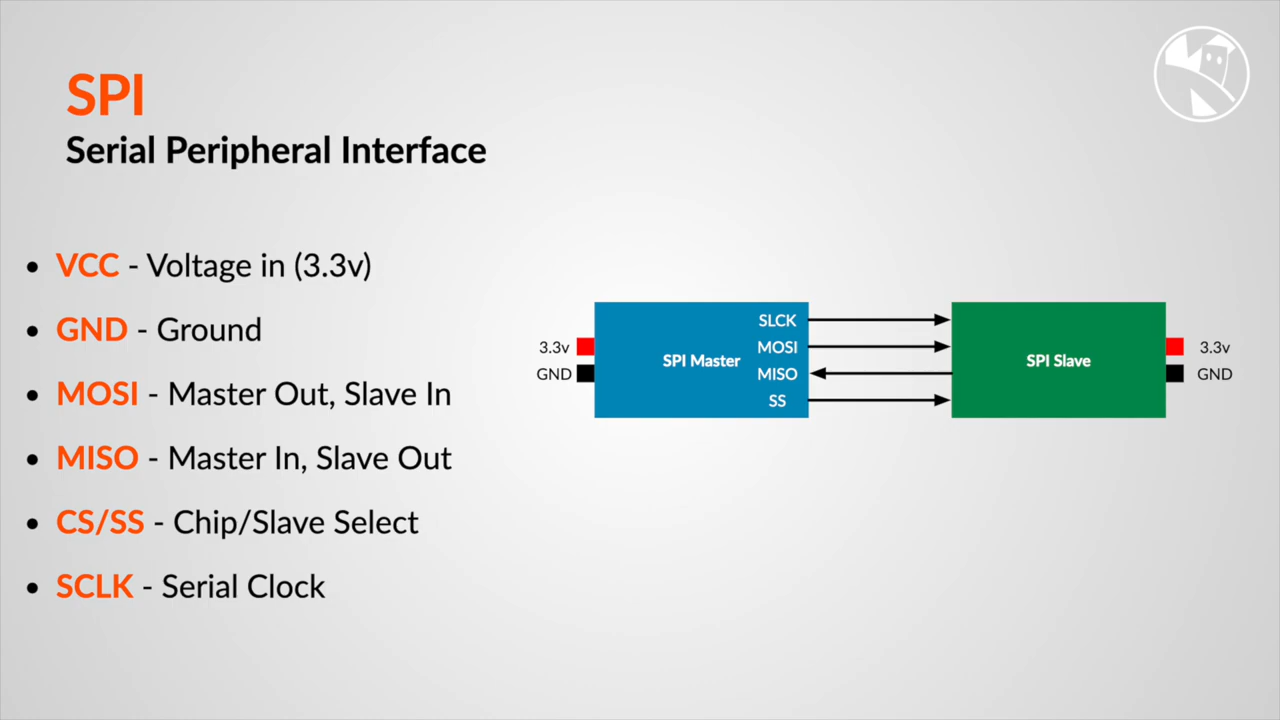 SPI
Serial Peripheral Interface
• VCC - Voltage in (3.3v)
• GND - Ground
• MOSI - Master Out, Slave In
• MISO - Master In, Slave Out
• CS/SS - Chip/Slave Select
• SCLK - Serial Clock
3.3v
GND
SPI Master
SLCK
MOSI
MISO
SS
SPI Slave
3.3v
GND